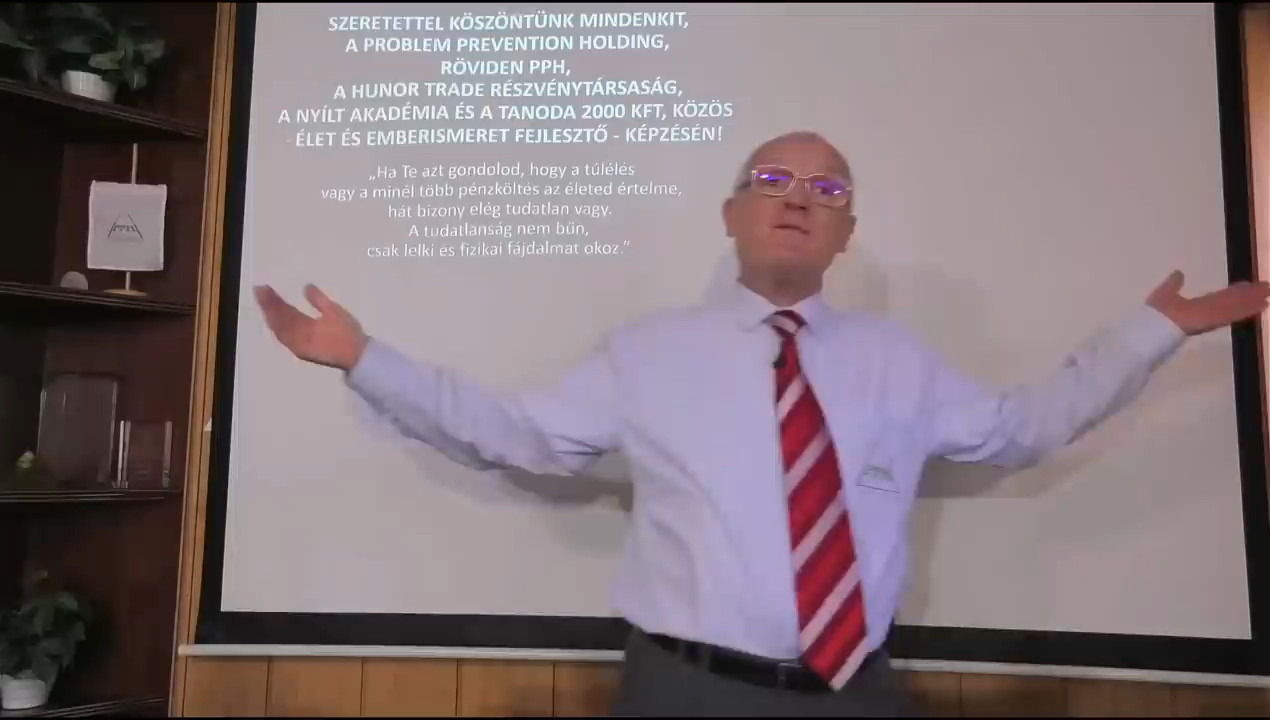 SZERETETTEL KÖSZÖNTÜNK MINDENKIT,
A PROBLEM PREVENTION HOLDING,
RÖVIDEN PPH,
A HUNOR TRADE RÉSZVÉNYTÁRSASÁG,
A NYÍLT AKADÉMIA ÉS A TANODA 2000 KFT, KÖZÖS
- ÉLET ÉS EMBERISMERET FEJLESZTŐ - KÉPZÉSÉN!
„Ha Te azt gondolod, hogy a túlélés
vagy a minél több pénzköltés az életed értelme,
hát bizony elég tudatlan vagy.
A tudatlanság nem bűn,
csak lelki és fizikai fájdalmat okoz.”